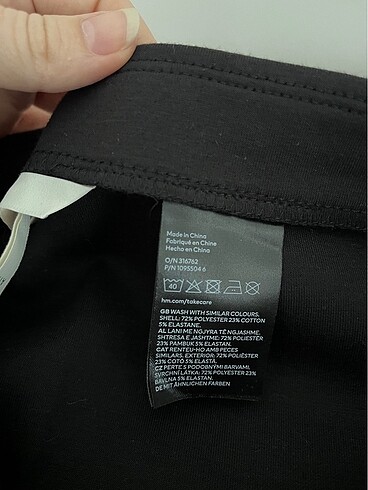 Made in China
Fabriqué en Chine
Hecho en China
O/N 316762
P/N 1095504 6
40
hm.com/takecare
GB WASH WITH SIMILAR COLOURS.
SHELL: 72% POLYESTER 23% COTTON
5% ELASTANE.
AL LANI ME NGJYRA TË NGJASHME.
SHTRESA E JASHTME: 72% POLIESTËR
23% PAMBUK 5% ELASTAN.
CAT RENTEU-HO AMB PECES
SIMILARS. EXTERIOR: 72% POLIÈSTER
23% COTÓ 5% ELASTÀ.
CZ PERTE S PODOBNÝMI BARVAMI.
SVRCHNÍ LÁTKA: 72% POLYESTER 23%
BAVLNA 5% ELASTAN.
DE MIT ÄHNLICHEN FARBEN